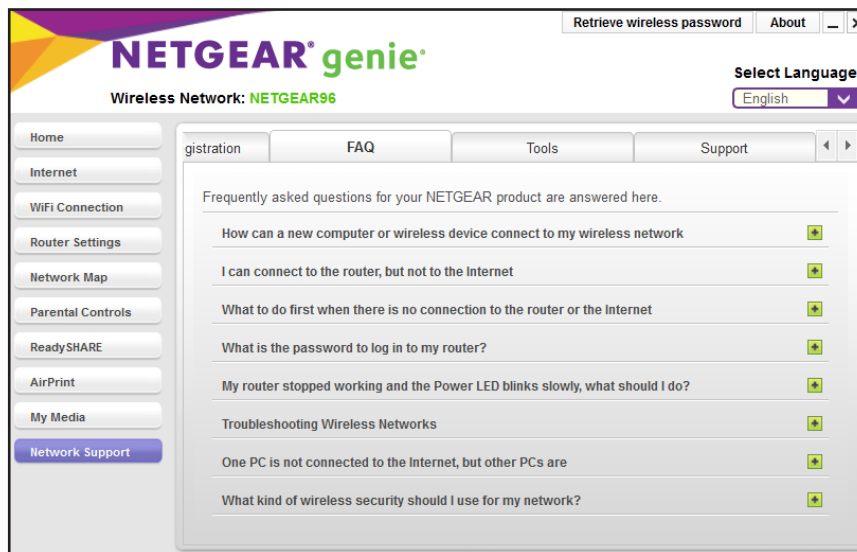 Retrieve wireless password About
NETGEAR® genie®
Select Language
Wireless Network: NETGEAR96
English
Home
Internet
WiFi Connection
Router Settings
Network Map
Parental Controls
ReadySHARE
AirPrint
My Media
Network Support
gistration FAQ Tools Support
Frequently asked questions for your NETGEAR product are answered here.
How can a new computer or wireless device connect to my wireless network
I can connect to the router, but not to the Internet
What to do first when there is no connection to the router or the Internet
What is the password to log in to my router?
My router stopped working and the Power LED blinks slowly, what should I do?
Troubleshooting Wireless Networks
One PC is not connected to the Internet, but other PCs are
What kind of wireless security should I use for my network?